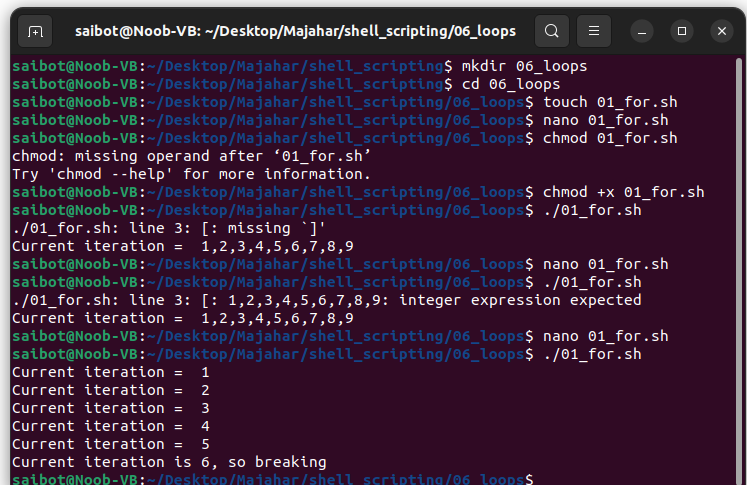 saibot@Noob-VB: ~/Desktop/Majahar/shell_scripting/06_loops
saibot@Noob-VB:~/Desktop/Majahar/shell_scripting$ mkdir 06_loops
saibot@Noob-VB:~/Desktop/Majahar/shell_scripting$ cd 06_loops
saibot@Noob-VB:~/Desktop/Majahar/shell_scripting/06_loops$ touch 01_for.sh
saibot@Noob-VB:~/Desktop/Majahar/shell_scripting/06_loops$ nano 01_for.sh
saibot@Noob-VB:~/Desktop/Majahar/shell_scripting/06_loops$ chmod 01_for.sh
chmod: missing operand after ‘01_for.sh’
Try 'chmod --help' for more information.
saibot@Noob-VB:~/Desktop/Majahar/shell_scripting/06_loops$ chmod +x 01_for.sh
saibot@Noob-VB:~/Desktop/Majahar/shell_scripting/06_loops$ ./01_for.sh
./01_for.sh: line 3: [: missing `]'
Current iteration =  1,2,3,4,5,6,7,8,9
saibot@Noob-VB:~/Desktop/Majahar/shell_scripting/06_loops$ nano 01_for.sh
saibot@Noob-VB:~/Desktop/Majahar/shell_scripting/06_loops$ ./01_for.sh
./01_for.sh: line 3: [: 1,2,3,4,5,6,7,8,9: integer expression expected
Current iteration =  1,2,3,4,5,6,7,8,9
saibot@Noob-VB:~/Desktop/Majahar/shell_scripting/06_loops$ nano 01_for.sh
saibot@Noob-VB:~/Desktop/Majahar/shell_scripting/06_loops$ ./01_for.sh
Current iteration =  1
Current iteration =  2
Current iteration =  3
Current iteration =  4
Current iteration =  5
Current iteration is 6, so breaking
saibot@Noob-VB:~/Desktop/Majahar/shell_scripting/06_loops$